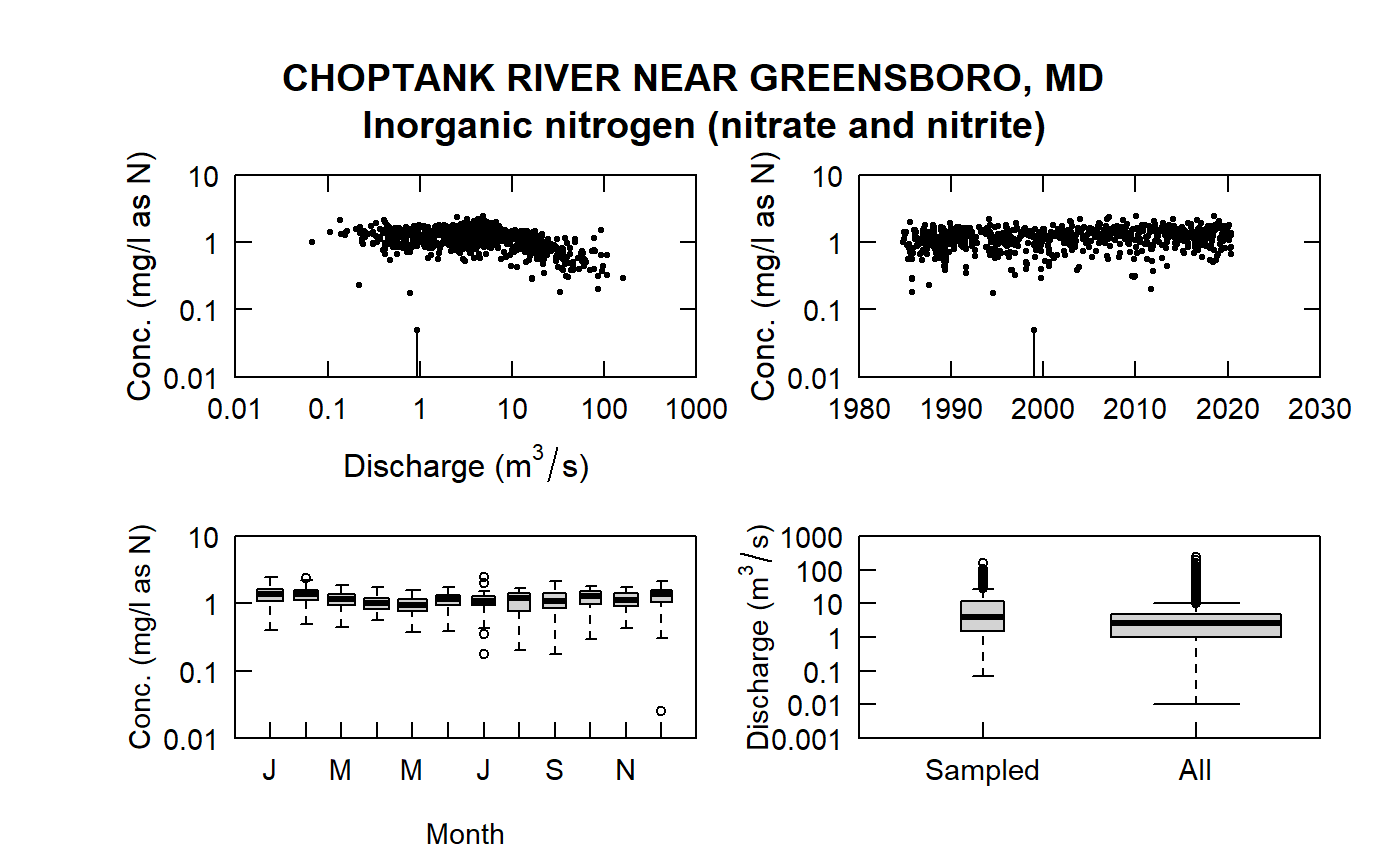 CHOPTANK RIVER NEAR GREENSBORO, MD
Inorganic nitrogen (nitrate and nitrite)
Conc. (mg/l as N)
10
1
0.1
0.01
0.01 0.1 1 10 100 1000
Discharge (m³/s)
Conc. (mg/l as N)
10
1
0.1
0.01
1980 1990 2000 2010 2020 2030
Conc. (mg/l as N)
10
1
0.1
0.01
J M M J S N
Month
Discharge (m³/s)
1000
100
10
1
0.1
0.01
0.001
Sampled All